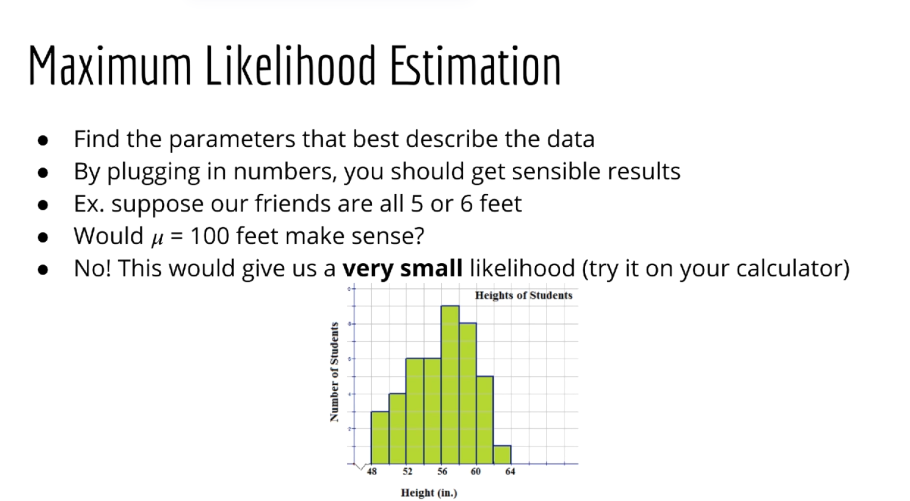 Maximum Likelihood Estimation
● Find the parameters that best describe the data
● By plugging in numbers, you should get sensible results
● Ex. suppose our friends are all 5 or 6 feet
● Would μ = 100 feet make sense?
● No! This would give us a very small likelihood (try it on your calculator)
Heights of Students
Number of Students
48 52 56 60 64
Height (in.)